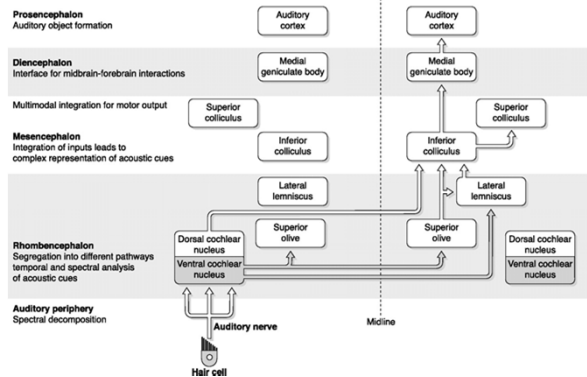 Prosencephalon
Auditory object formation
Auditory
cortex
Auditory
cortex
Diencephalon
Interface for midbrain-forebrain interactions
Medial
geniculate body
Medial
geniculate body
Multimodal integration for motor output
Superior
colliculus
Superior
colliculus
Mesencephalon
Integration of inputs leads to
complex representation of acoustic cues
Inferior
colliculus
Inferior
colliculus
Lateral
lemniscus
Lateral
lemniscus
Rhombencephalon
Segregation into different pathways
temporal and spectral analysis
of acoustic cues
Dorsal cochlear
nucleus
Ventral cochlear
nucleus
Superior
olive
Superior
olive
Dorsal cochlear
nucleus
Ventral cochlear
nucleus
Auditory periphery
Spectral decomposition
Auditory nerve
Midline
Hair cell